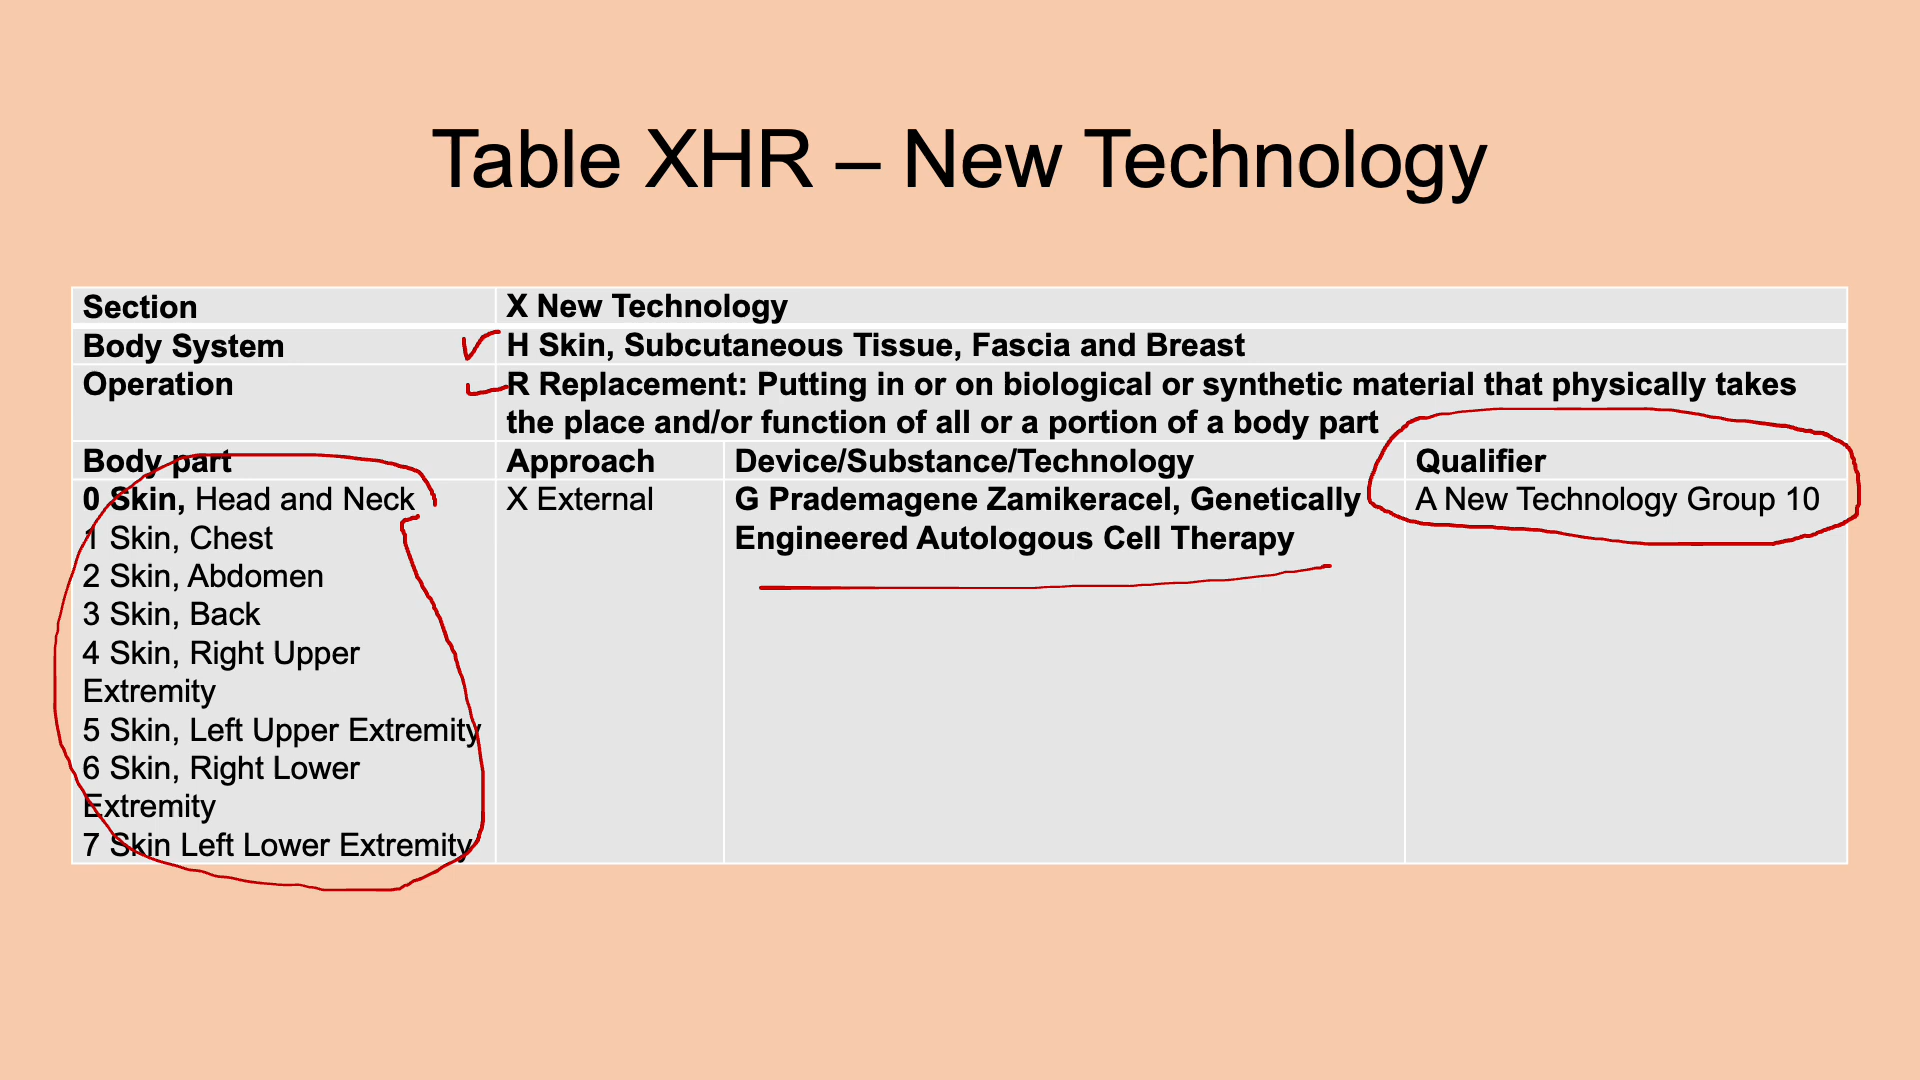 Table XHR – New Technology
Section
X New Technology
Body System
H Skin, Subcutaneous Tissue, Fascia and Breast
Operation
R Replacement: Putting in or on biological or synthetic material that physically takes
the place and/or function of all or a portion of a body part
Body part
Approach
Device/Substance/Technology
Qualifier
0 Skin, Head and Neck
1 Skin, Chest
2 Skin, Abdomen
3 Skin, Back
4 Skin, Right Upper
Extremity
5 Skin, Left Upper Extremity
6 Skin, Right Lower
Extremity
7 Skin Left Lower Extremity
X External
G Prademagene Zamikeracel, Genetically
Engineered Autologous Cell Therapy
A New Technology Group 10